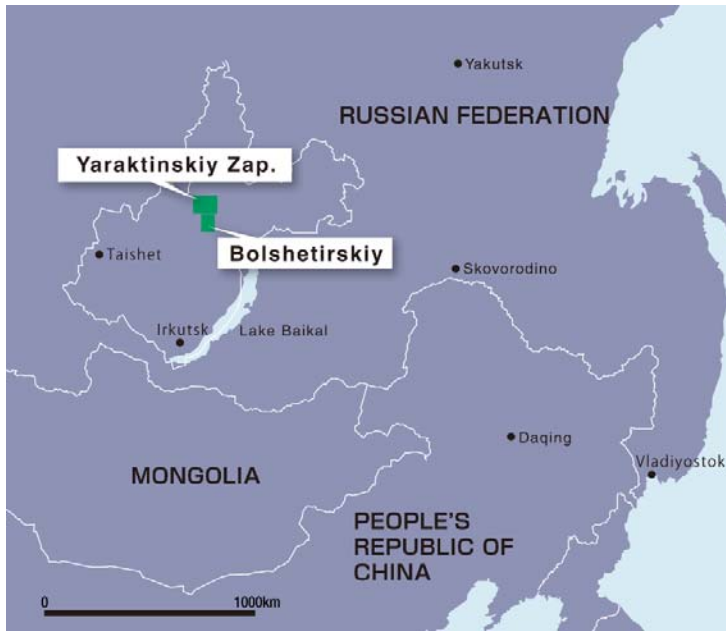 Yakutsk
RUSSIAN FEDERATION
Yaraktinskiy Zap.
Bolshetirskiy
Taishet
Skovorodino
Irkutsk
Lake Baikal
Daqing
Vladiyostok
MONGOLIA
PEOPLE'S
REPUBLIC OF
CHINA
0
1000km